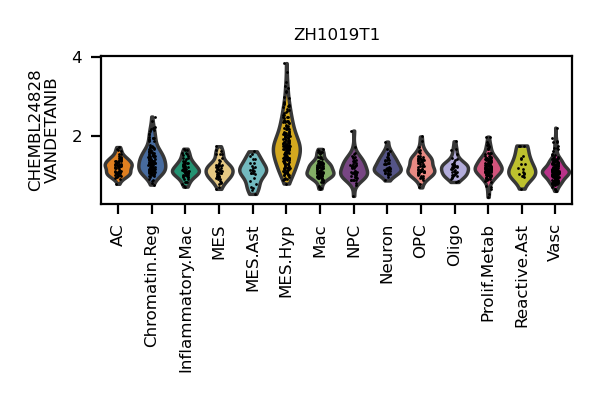 ZH1019T1
CHEMBL24828
VANDETANIB
4
2
AC
Chromatin.Reg
Inflammatory.Mac
MES
MES.Ast
MES.Hyp
Mac
NPC
Neuron
OPC
Oligo
Prolif.Metab
Reactive.Ast
Vasc